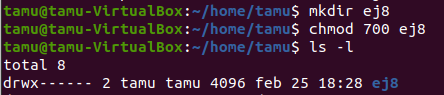 tamu@tamu-VirtualBox:~/home/tamu$ mkdir ej8
tamu@tamu-VirtualBox:~/home/tamu$ chmod 700 ej8
tamu@tamu-VirtualBox:~/home/tamu$ ls -l
total 8
drwx------ 2 tamu tamu 4096 feb 25 18:28 ej8